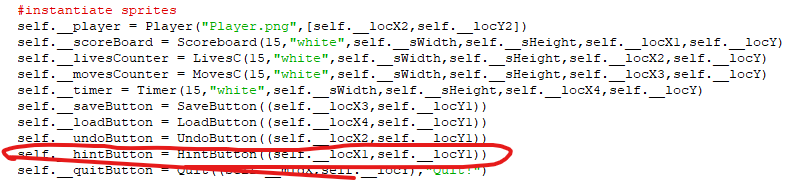 #instantiate sprites
self.__player = Player("Player.png",[self.__locX2,self.__locY2])
self.__scoreBoard = Scoreboard(15,"white",self.__sWidth,self.__sHeight,self.__locX1,self.__locY)
self.__livesCounter = LivesC(15,"white",self.__sWidth,self.__sHeight,self.__locX2,self.__locY)
self.__movesCounter = MovesC(15,"white",self.__sWidth,self.__sHeight,self.__locX3,self.__locY)
self.__timer = Timer(15,"white",self.__sWidth,self.__sHeight,self.__locX4,self.__locY)
self.__saveButton = SaveButton((self.__locX3,self.__locY1))
self.__loadButton = LoadButton((self.__locX4,self.__locY1))
self.__undoButton = UndoButton((self.__locX2,self.__locY1))
self.__hintButton = HintButton((self.__locX1,self.__locY1))
self.__quitButton = Quit((self.__minX,self.__locY),"Quit!")